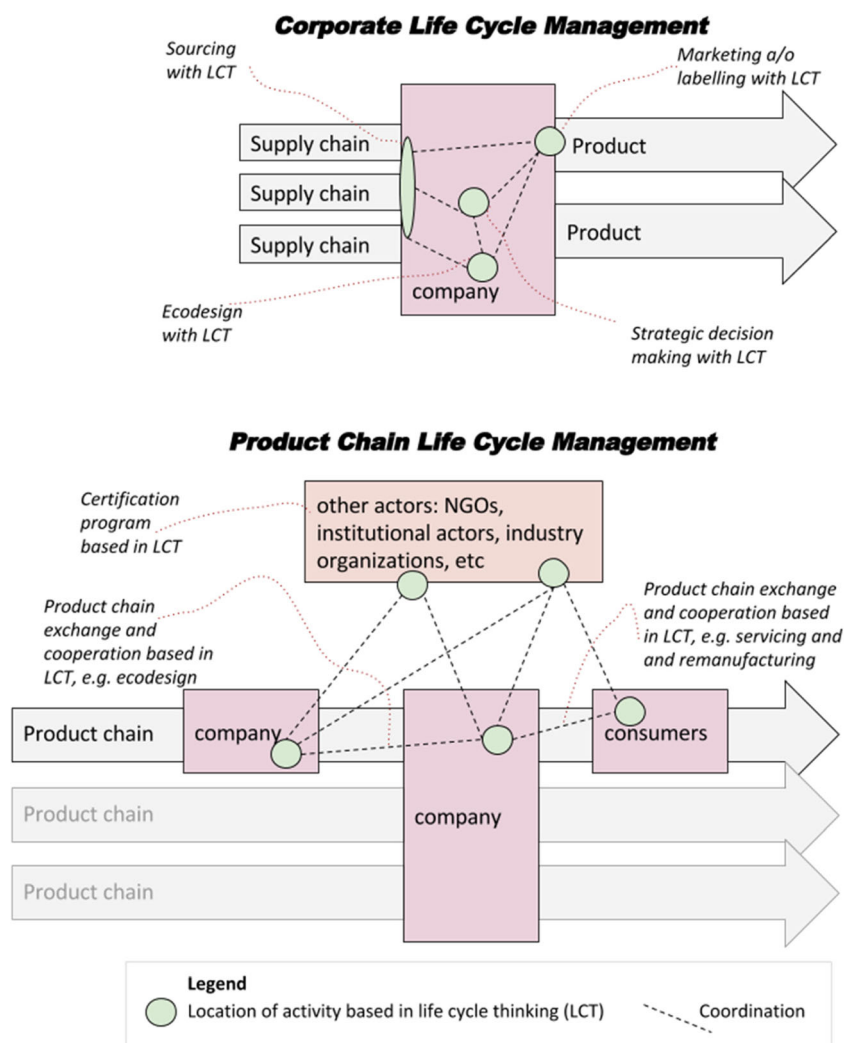 Corporate Life Cycle Management
Sourcing
with LCT
Marketing a/o
labelling with LCT
Supply chain
Supply chain
Supply chain
Product
Product
company
Ecodesign
with LCT
Strategic decision
making with LCT
Product Chain Life Cycle Management
Certification
program
based in LCT
other actors: NGOs,
institutional actors, industry
organizations, etc
Product chain
exchange and
cooperation based in
LCT, e.g. ecodesign
Product chain exchange
and cooperation based
in LCT, e.g. servicing and
and remanufacturing
Product chain
company
consumers
Product chain
company
Product chain
Legend
Location of activity based in life cycle thinking (LCT)
Coordination